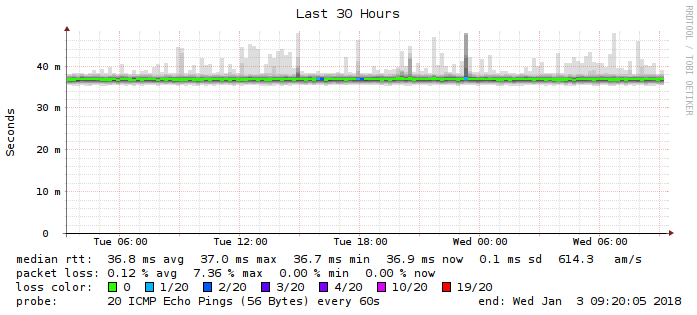 Last 30 Hours
RRDTOOL / TOBI OETIKER
Seconds
40 m
30 m
20 m
10 m
0
Tue 06:00 Tue 12:00 Tue 18:00 Wed 00:00 Wed 06:00
median rtt: 36.8 ms avg 37.0 ms max 36.7 ms min 36.9 ms now 0.1 ms sd 614.3 am/s
packet loss: 0.12 % avg 7.36 % max 0.00 % min 0.00 % now
loss color: 0 1/20 2/20 3/20 4/20 10/20 19/20
probe: 20 ICMP Echo Pings (56 Bytes) every 60s end: Wed Jan 3 09:20:05 2018